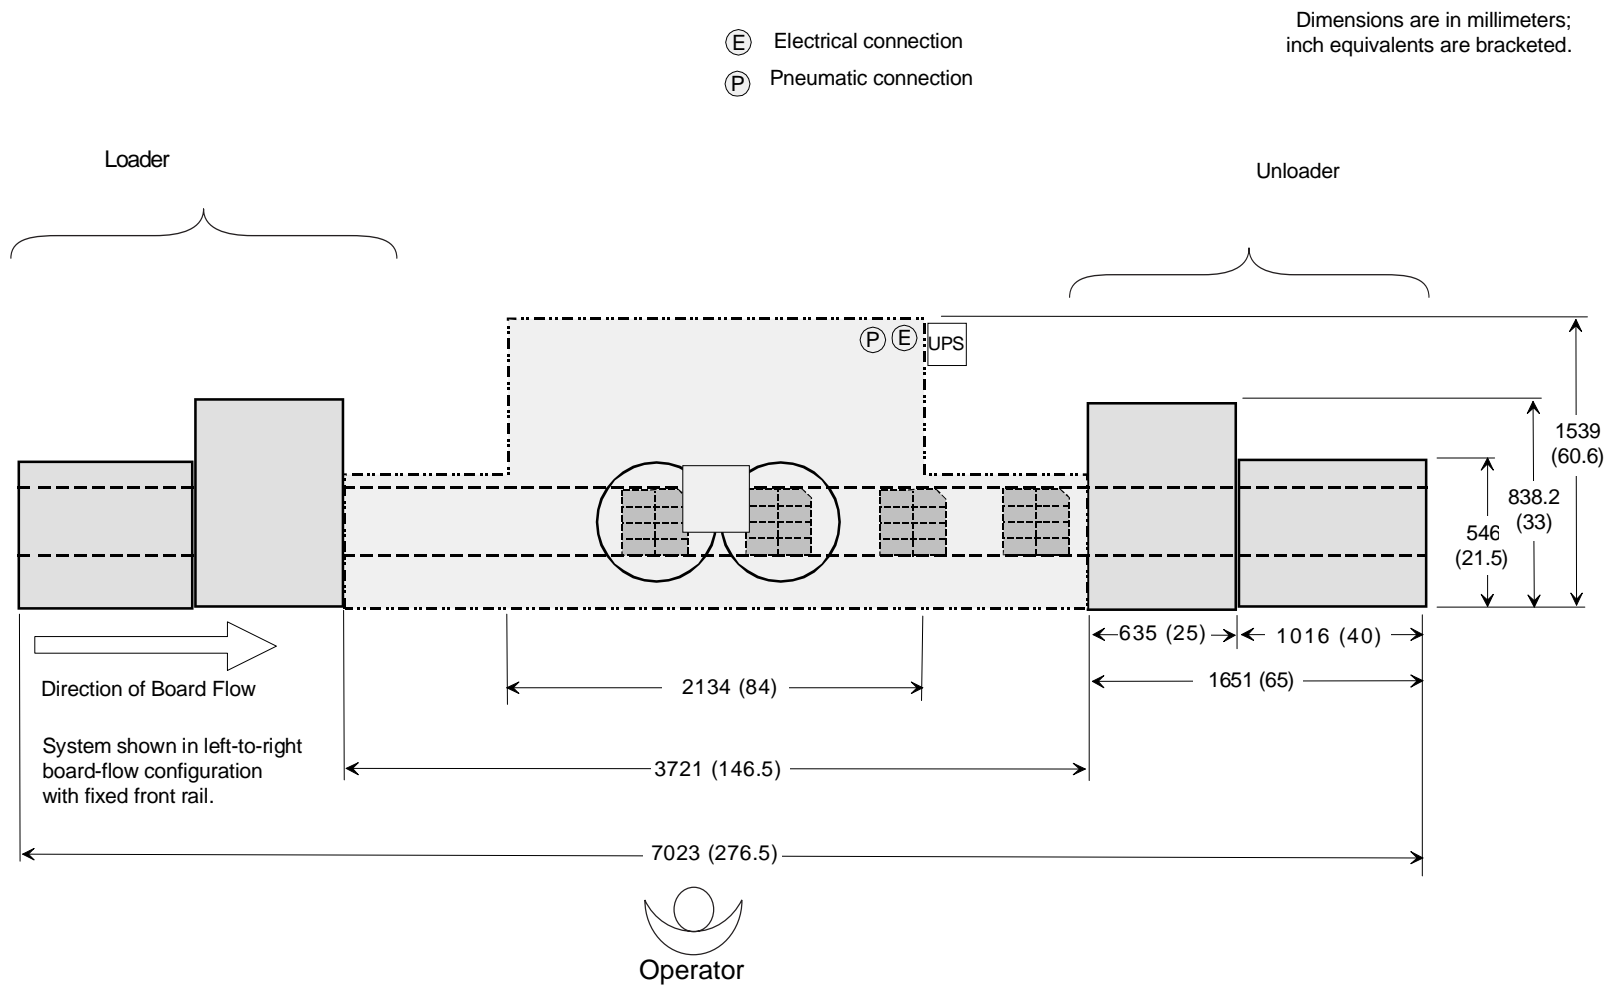 Dimensions are in millimeters;
inch equivalents are bracketed.
E Electrical connection
P Pneumatic connection
Loader
Unloader
P E UPS
1539
(60.6)
838.2
(33)
546
(21.5)
635 (25)
1016 (40)
Direction of Board Flow
2134 (84)
1651 (65)
System shown in left-to-right
board-flow configuration
with fixed front rail.
3721 (146.5)
7023 (276.5)
Operator